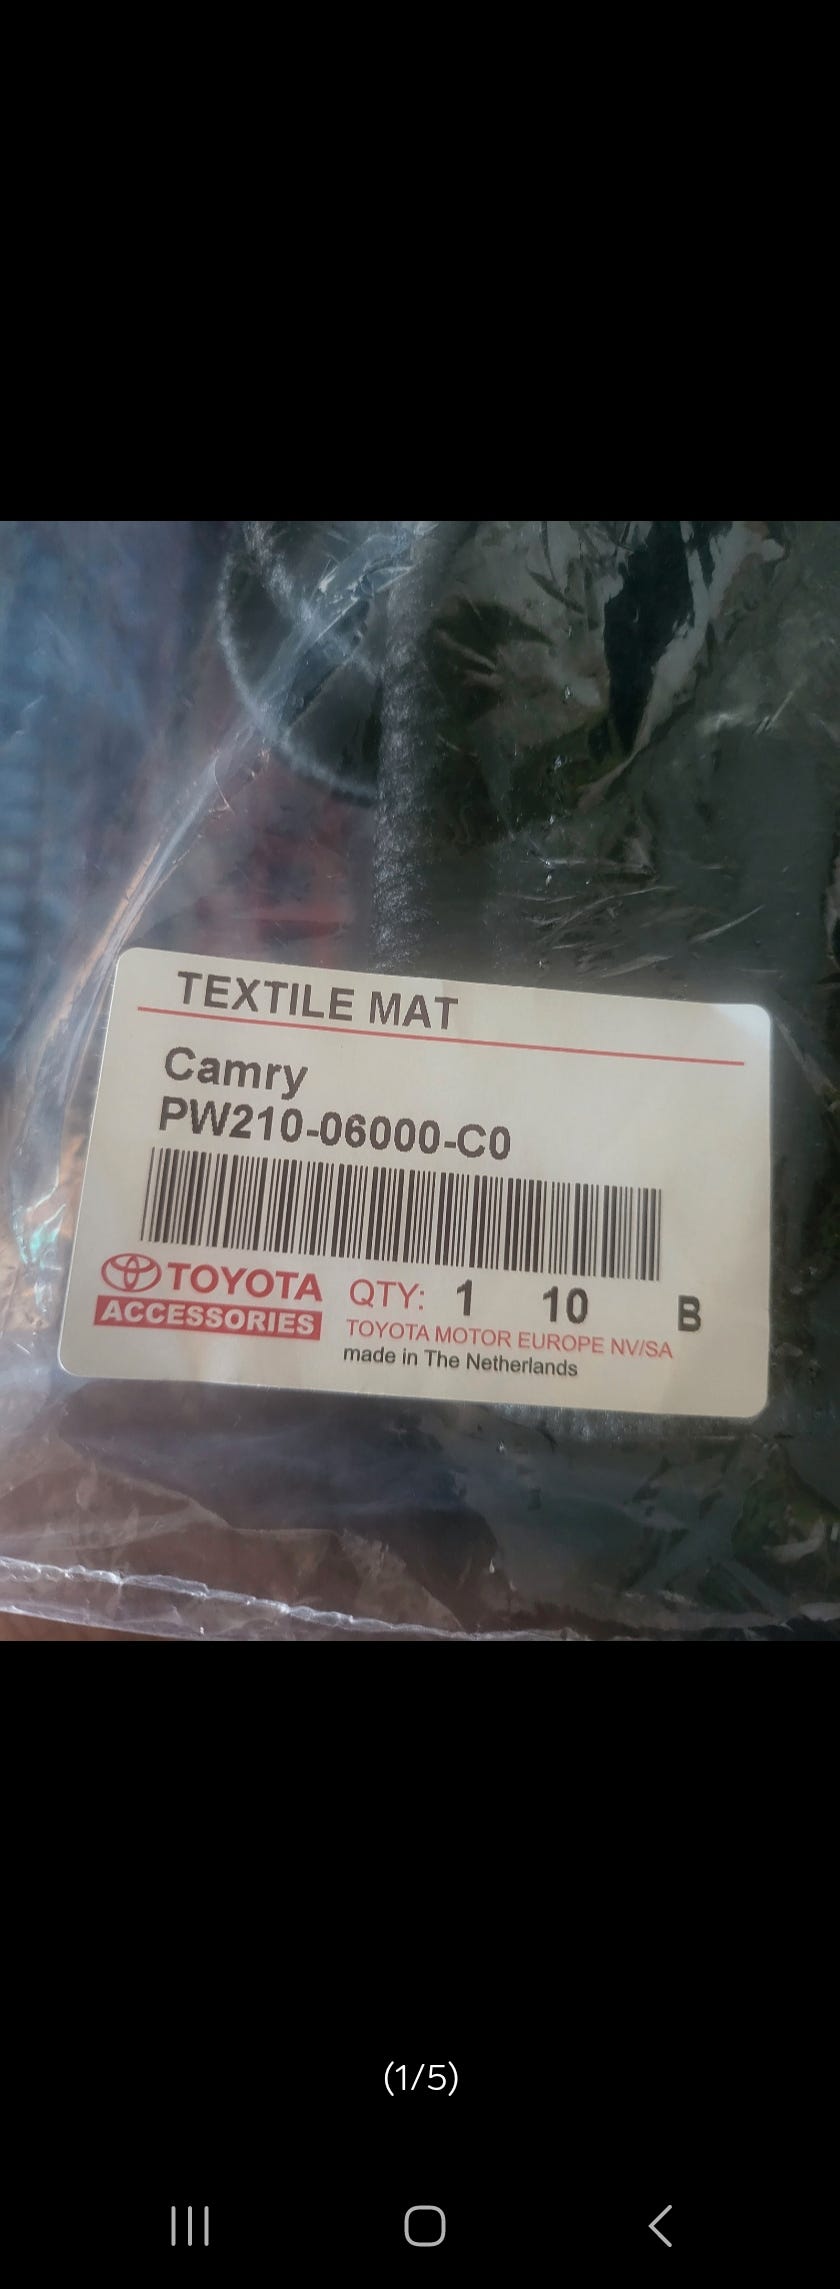 TEXTILE MAT
Camry
PW210-06000-C0
TOYOTA
ACCESSORIES
QTY: 1 10 B
TOYOTA MOTOR EUROPE NV/SA
made in The Netherlands
(1/5)